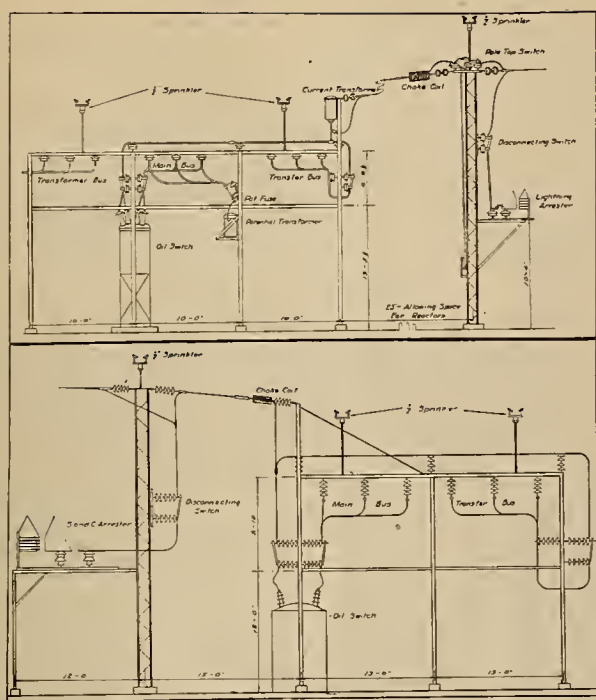 ½" Sprinkler
Pole Top Switch
Current Transformer
Choke Coil
½" Sprinkler
Disconnecting Switch
Main Bus
Transformer Bus
Transfer Bus
Lightning
Arrester
Pot Fuse
Potential Transformer
Oil Switch
25'- Allowing Space
For Reactors
10'-0"
10'-0"
10'-0"
10'-0"
½" Sprinkler
Choke Coil
½" Sprinkler
Disconnecting
Switch
Main Bus
Transfer Bus
S and C Arrester
Oil Switch
12'-0
15'-0"
13'-0"
13'-0"